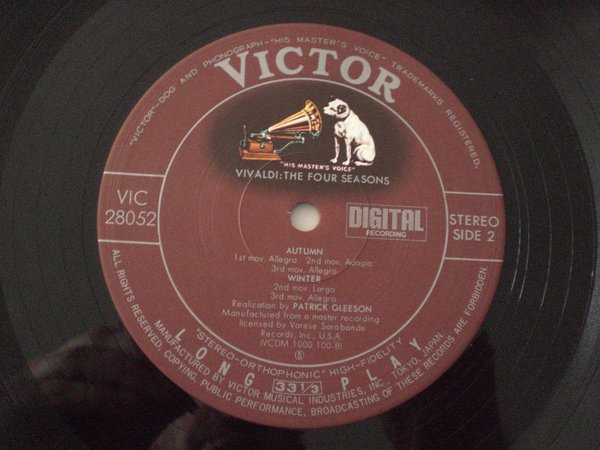 "VICTOR"-DOG AND PHONOGRAPH-"HIS MASTER'S VOICE" TRADEMARKS REGISTERED.
VICTOR
"HIS MASTER'S VOICE"
VIVALDI:THE FOUR SEASONS
VIC
28052
DIGITAL
RECORDING
STEREO
SIDE 2
AUTUMN
1st mov. Allegro 2nd mov. Adagio
3rd mov. Allegro
WINTER
2nd mov. Largo
3rd mov. Allegro
Realization by PATRICK GLEESON
Manufactured from a master recording
licensed by Varese Sarabande
Records, Inc., U.S.A.
(VCDM 1000 100-B)
S
"STEREO-ORTHOPHONIC" HIGH-FIDELITY
LONG 33 1/3 PLAY
MANUFACTURED BY VICTOR MUSICAL INDUSTRIES, INC., TOKYO, JAPAN
ALL RIGHTS RESERVED. COPYING, PUBLIC PERFORMANCE, BROADCASTING OF THESE RECORDS ARE FORBIDDEN.